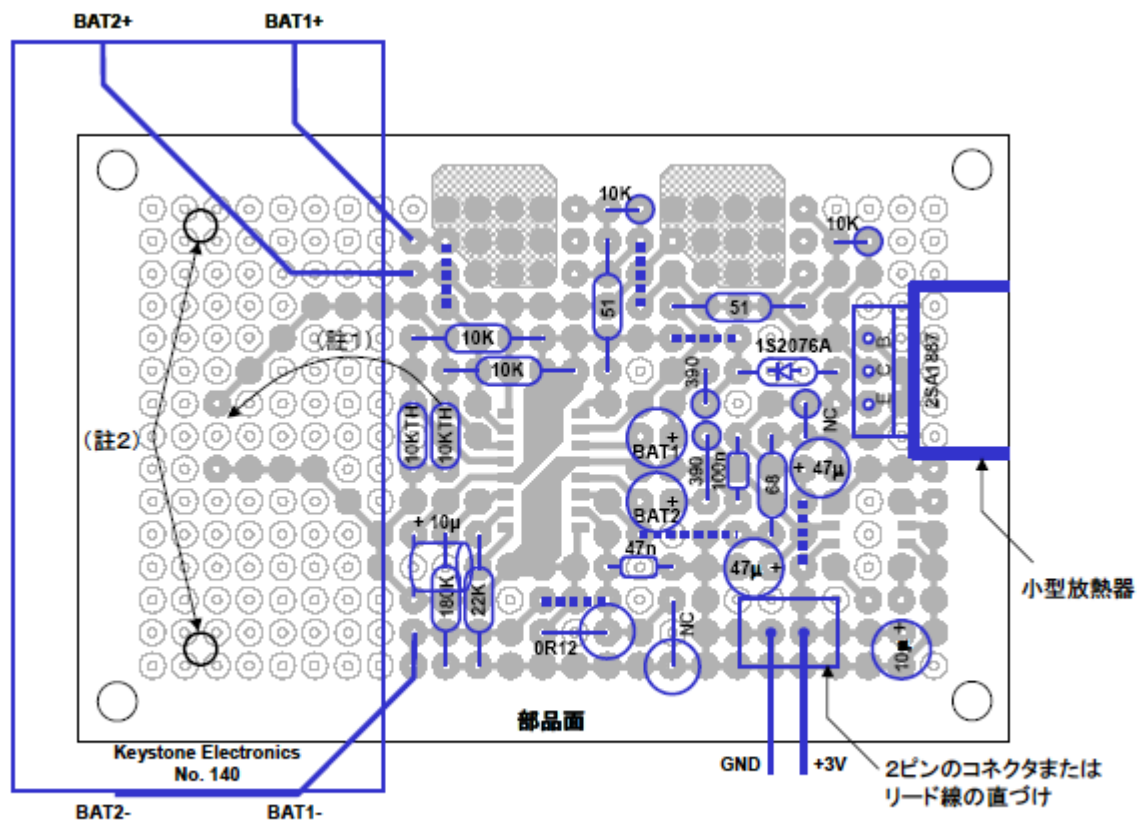 BAT2+
BAT1+
10K
10K
51
51
(註1)
10K
10K
1S2076A
390
B
C
E
2SA1887
10KTH
10KTH
NC
(註2)
BAT1
+
390
100n
68
+ 47μ
BAT2
+
+ 10μ
47n
47μ +
180K
22K
小型放熱器
0R12
NC
10μ +
部品面
Keystone Electronics
No. 140
GND
+3V
2ピンのコネクタまたは
リード線の直づけ
BAT2-
BAT1-